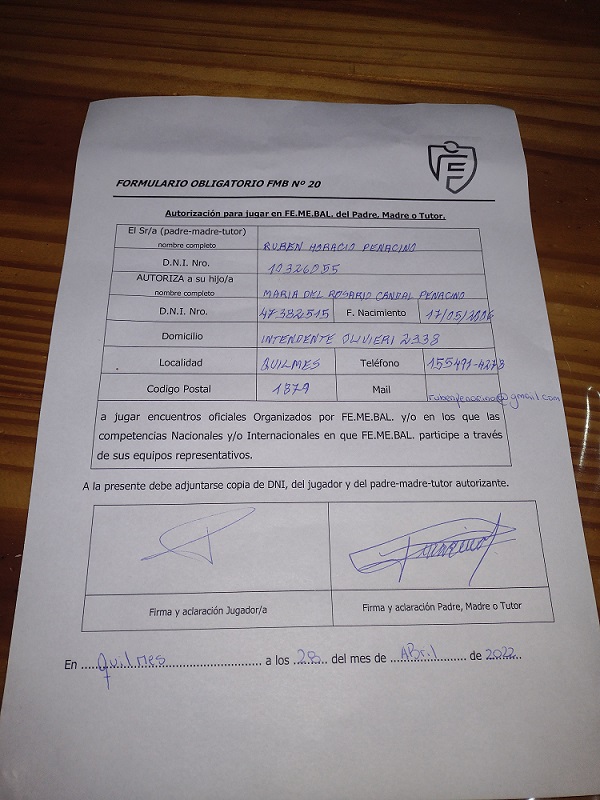 FORMULARIO OBLIGATORIO FMB Nº 20
Autorización para jugar en FE.ME.BAL. del Padre, Madre o Tutor.
El Sr/a (padre-madre-tutor)
nombre completo
RUBEN HORACIO PENACINO
D.N.I. Nro.
10326055
AUTORIZA a su hijo/a
nombre completo
MARIA DEL ROSARIO CANDAL PENACINO
D.N.I. Nro. 47382515 F. Nacimiento 17/05/2006
Domicilio INTENDENTE OLIVIERI 2338
Localidad QUILMES Teléfono 155491-4273
Codigo Postal 1879 Mail rubenpenacino@gmail.com
a jugar encuentros oficiales Organizados por FE.ME.BAL. y/o en los que las
competencias Nacionales y/o Internacionales en que FE.ME.BAL. participe a través
de sus equipos representativos.
A la presente debe adjuntarse copia de DNI, del jugador y del padre-madre-tutor autorizante.
Firma y aclaración Jugador/a Firma y aclaración Padre, Madre o Tutor
En Quilmes a los 28 del mes de ABril de 2022